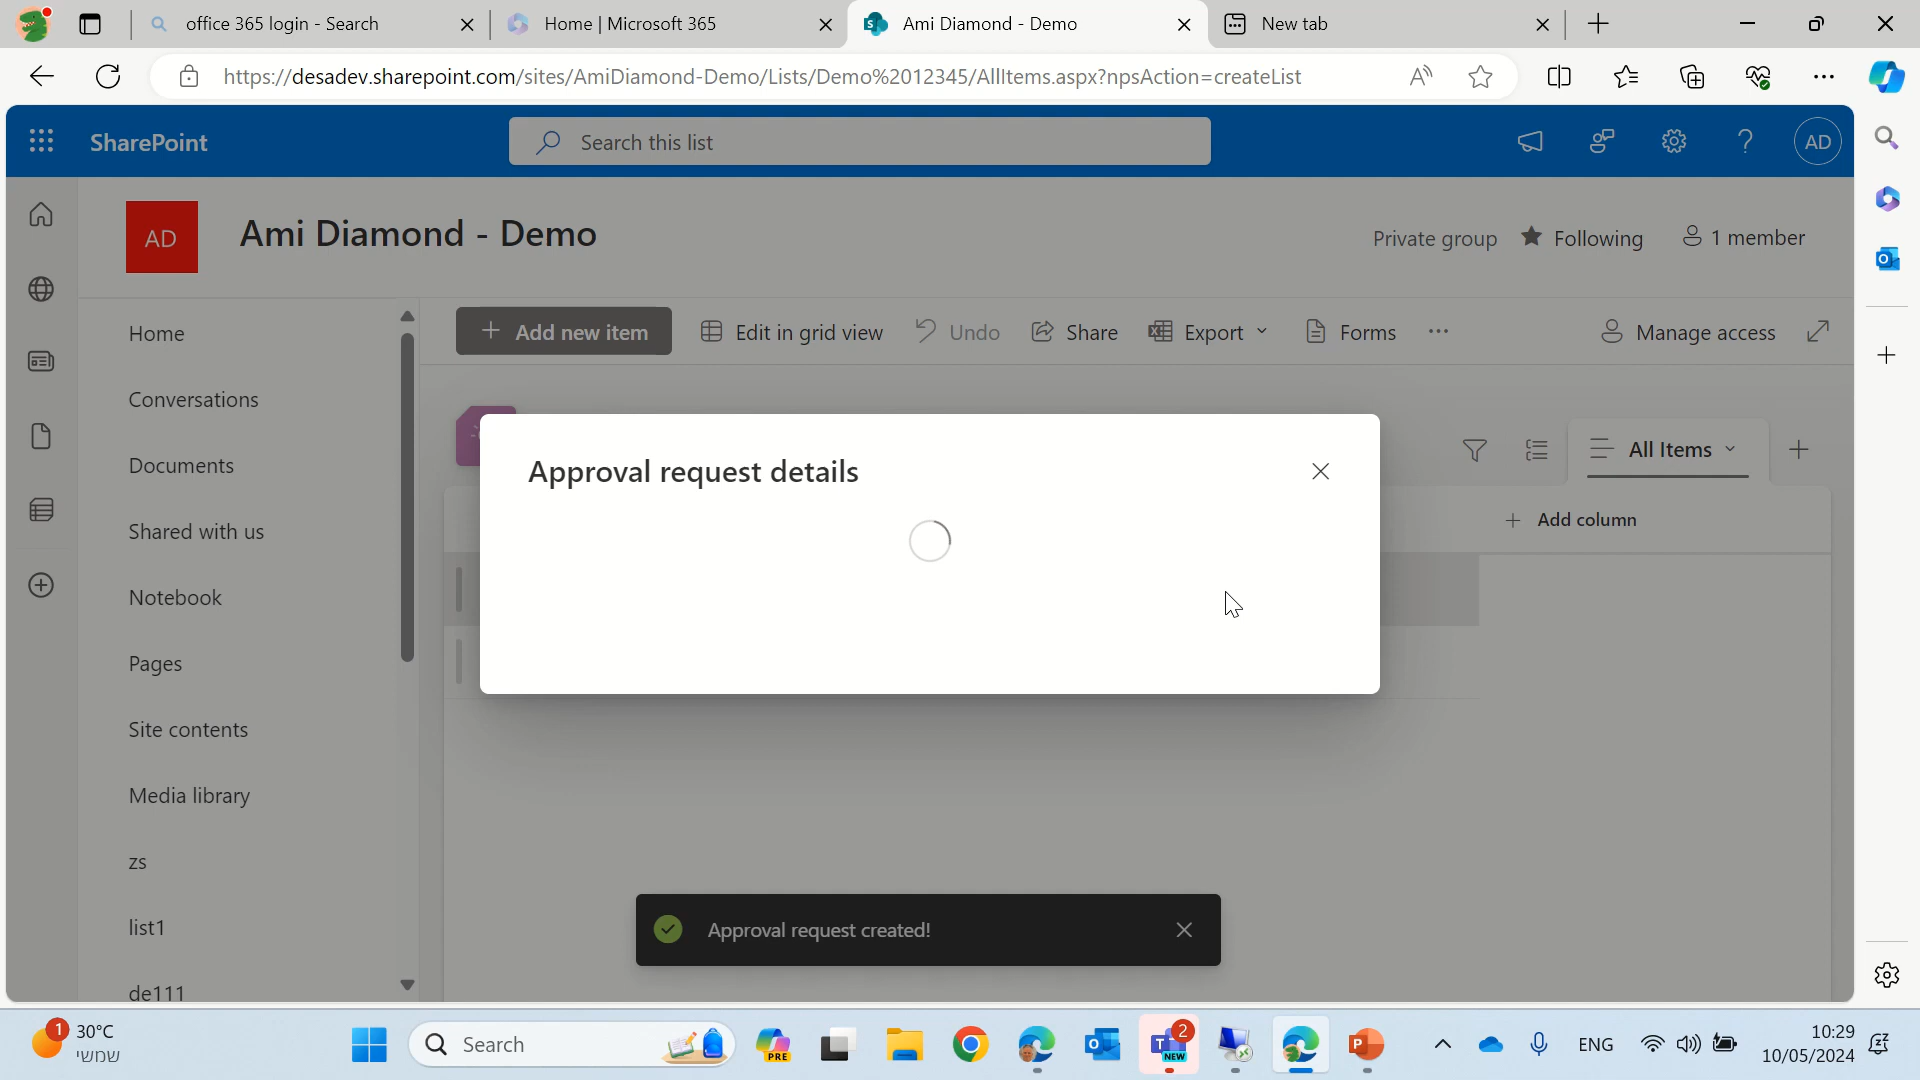 office 365 login - Search
Home | Microsoft 365
Ami Diamond - Demo
New tab
https://desadev.sharepoint.com/sites/AmiDiamond-Demo/Lists/Demo%2012345/AllItems.aspx?npsAction=createList
SharePoint
Search this list
AD
AD
Ami Diamond - Demo
Private group
Following
1 member
Add new item
Edit in grid view
Undo
Share
Export
Forms
Manage access
Home
Conversations
Documents
Shared with us
Notebook
Pages
Site contents
Media library
zs
list1
de111
All Items
Add column
Approval request details
Approval request created!
1
30°C
שמשי
Search
PRE
2
NEW
ENG
10:29
10/05/2024